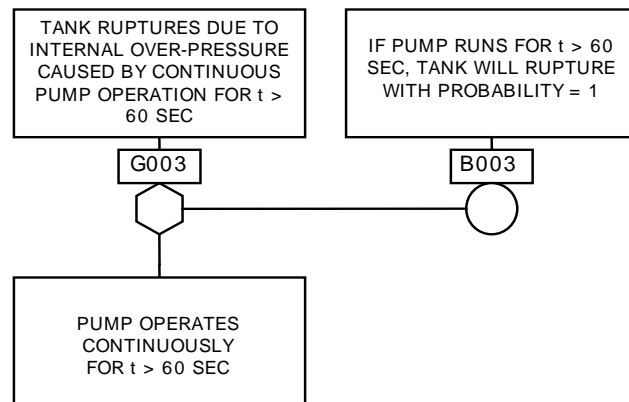 TANK RUPTURES DUE TO
INTERNAL OVER-PRESSURE
CAUSED BY CONTINUOUS
PUMP OPERATION FOR t >
60 SEC
IF PUMP RUNS FOR t > 60
SEC, TANK WILL RUPTURE
WITH PROBABILITY = 1
G003
B003
PUMP OPERATES
CONTINUOUSLY
FOR t > 60 SEC